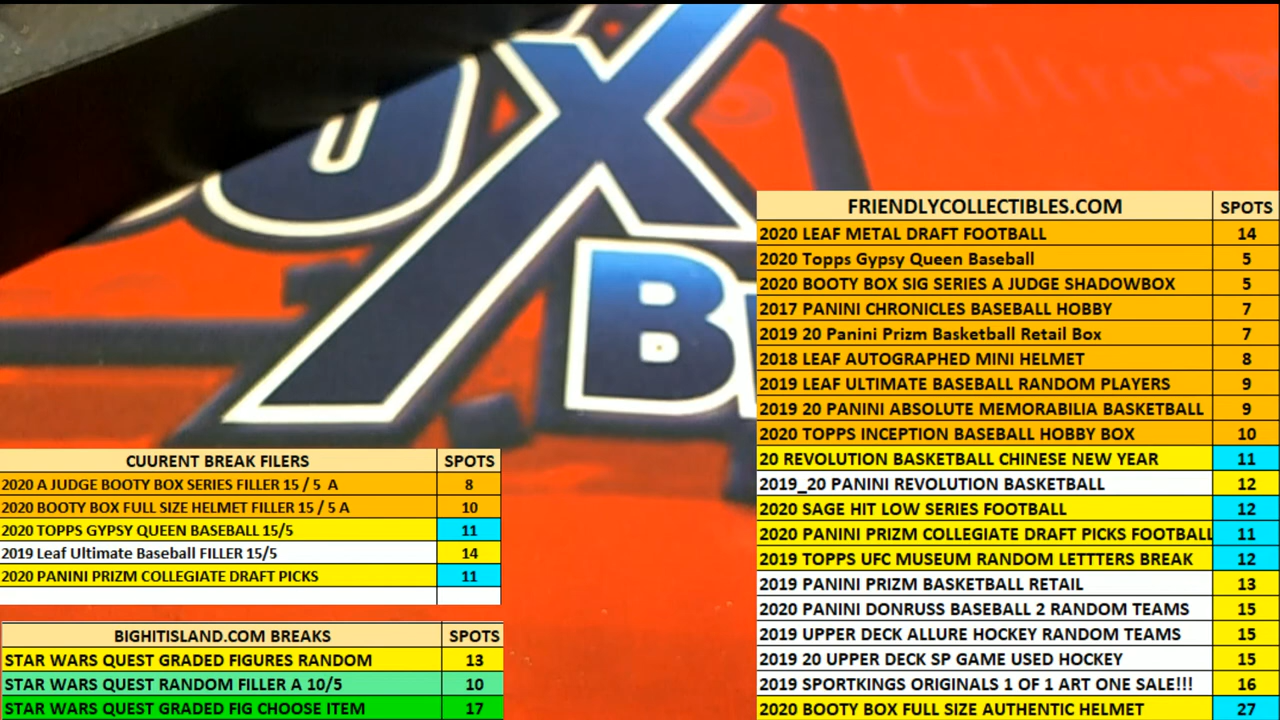 OX
B
Ultra-p
FRIENDLYCOLLECTIBLES.COM SPOTS
2020 LEAF METAL DRAFT FOOTBALL 14
2020 Topps Gypsy Queen Baseball 5
2020 BOOTY BOX SIG SERIES A JUDGE SHADOWBOX 5
2017 PANINI CHRONICLES BASEBALL HOBBY 7
2019 20 Panini Prizm Basketball Retail Box 7
2018 LEAF AUTOGRAPHED MINI HELMET 8
2019 LEAF ULTIMATE BASEBALL RANDOM PLAYERS 9
2019 20 PANINI ABSOLUTE MEMORABILIA BASKETBALL 9
2020 TOPPS INCEPTION BASEBALL HOBBY BOX 10
20 REVOLUTION BASKETBALL CHINESE NEW YEAR 11
2019_20 PANINI REVOLUTION BASKETBALL 12
2020 SAGE HIT LOW SERIES FOOTBALL 12
2020 PANINI PRIZM COLLEGIATE DRAFT PICKS FOOTBALL 11
2019 TOPPS UFC MUSEUM RANDOM LETTTERS BREAK 12
2019 PANINI PRIZM BASKETBALL RETAIL 13
2020 PANINI DONRUSS BASEBALL 2 RANDOM TEAMS 15
2019 UPPER DECK ALLURE HOCKEY RANDOM TEAMS 15
2019 20 UPPER DECK SP GAME USED HOCKEY 15
2019 SPORTKINGS ORIGINALS 1 OF 1 ART ONE SALE!!! 16
2020 BOOTY BOX FULL SIZE AUTHENTIC HELMET 27
CUURENT BREAK FILERS SPOTS
2020 A JUDGE BOOTY BOX SERIES FILLER 15 / 5 A 8
2020 BOOTY BOX FULL SIZE HELMET FILLER 15 / 5 A 10
2020 TOPPS GYPSY QUEEN BASEBALL 15/5 11
2019 Leaf Ultimate Baseball FILLER 15/5 14
2020 PANINI PRIZM COLLEGIATE DRAFT PICKS 11
BIGHITISLAND.COM BREAKS SPOTS
STAR WARS QUEST GRADED FIGURES RANDOM 13
STAR WARS QUEST RANDOM FILLER A 10/5 10
STAR WARS QUEST GRADED FIG CHOOSE ITEM 17